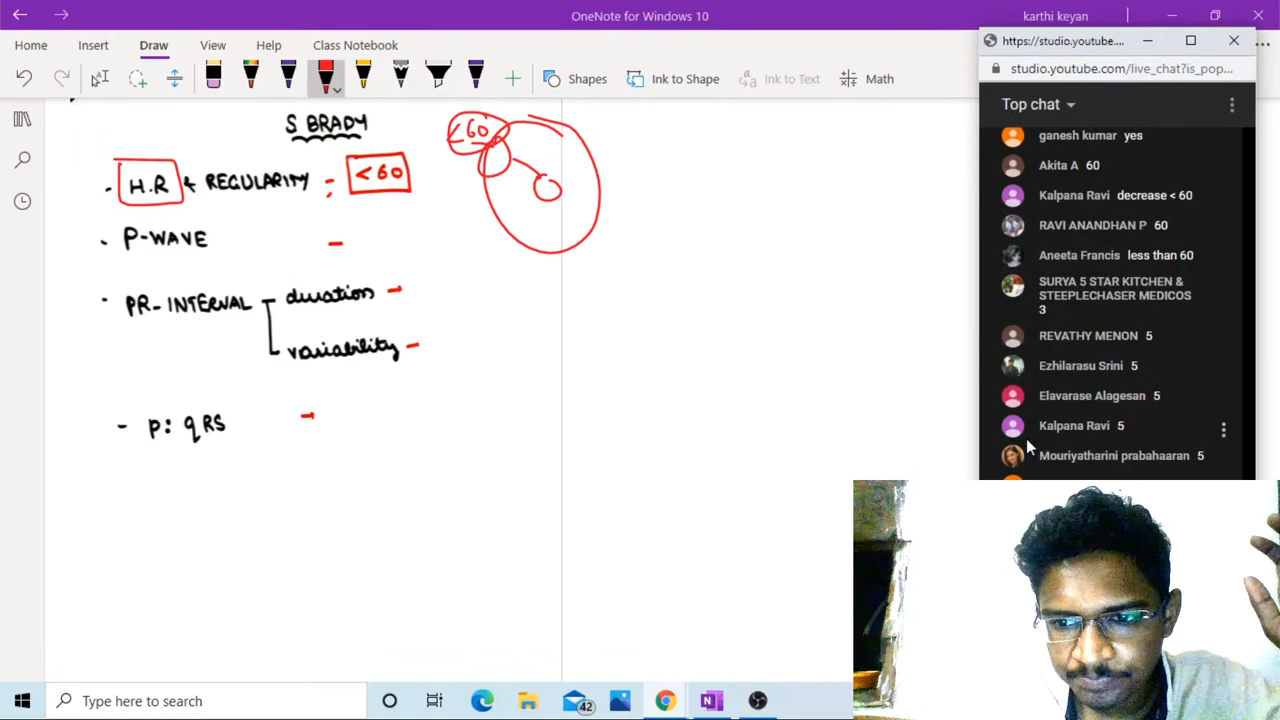 OneNote for Windows 10
karthi keyan
Home Insert Draw View Help Class Notebook
Shapes Ink to Shape Ink to Text Math
S BRADY
<60
- H.R & REGULARITY - <60
- P-WAVE -
- PR-INTERVAL - duration -
- variability -
- p: qRS -
https://studio.youtube....
studio.youtube.com/live_chat?is_pop...
Top chat
ganesh kumar yes
Akita A 60
Kalpana Ravi decrease < 60
RAVI ANANDHAN P 60
Aneeta Francis less than 60
SURYA 5 STAR KITCHEN &
STEEPLECHASER MEDICOS
3
REVATHY MENON 5
Ezhilarasu Srini 5
Elavarase Alagesan 5
Kalpana Ravi 5
Mouriyatharini prabahaaran 5
Type here to search
42